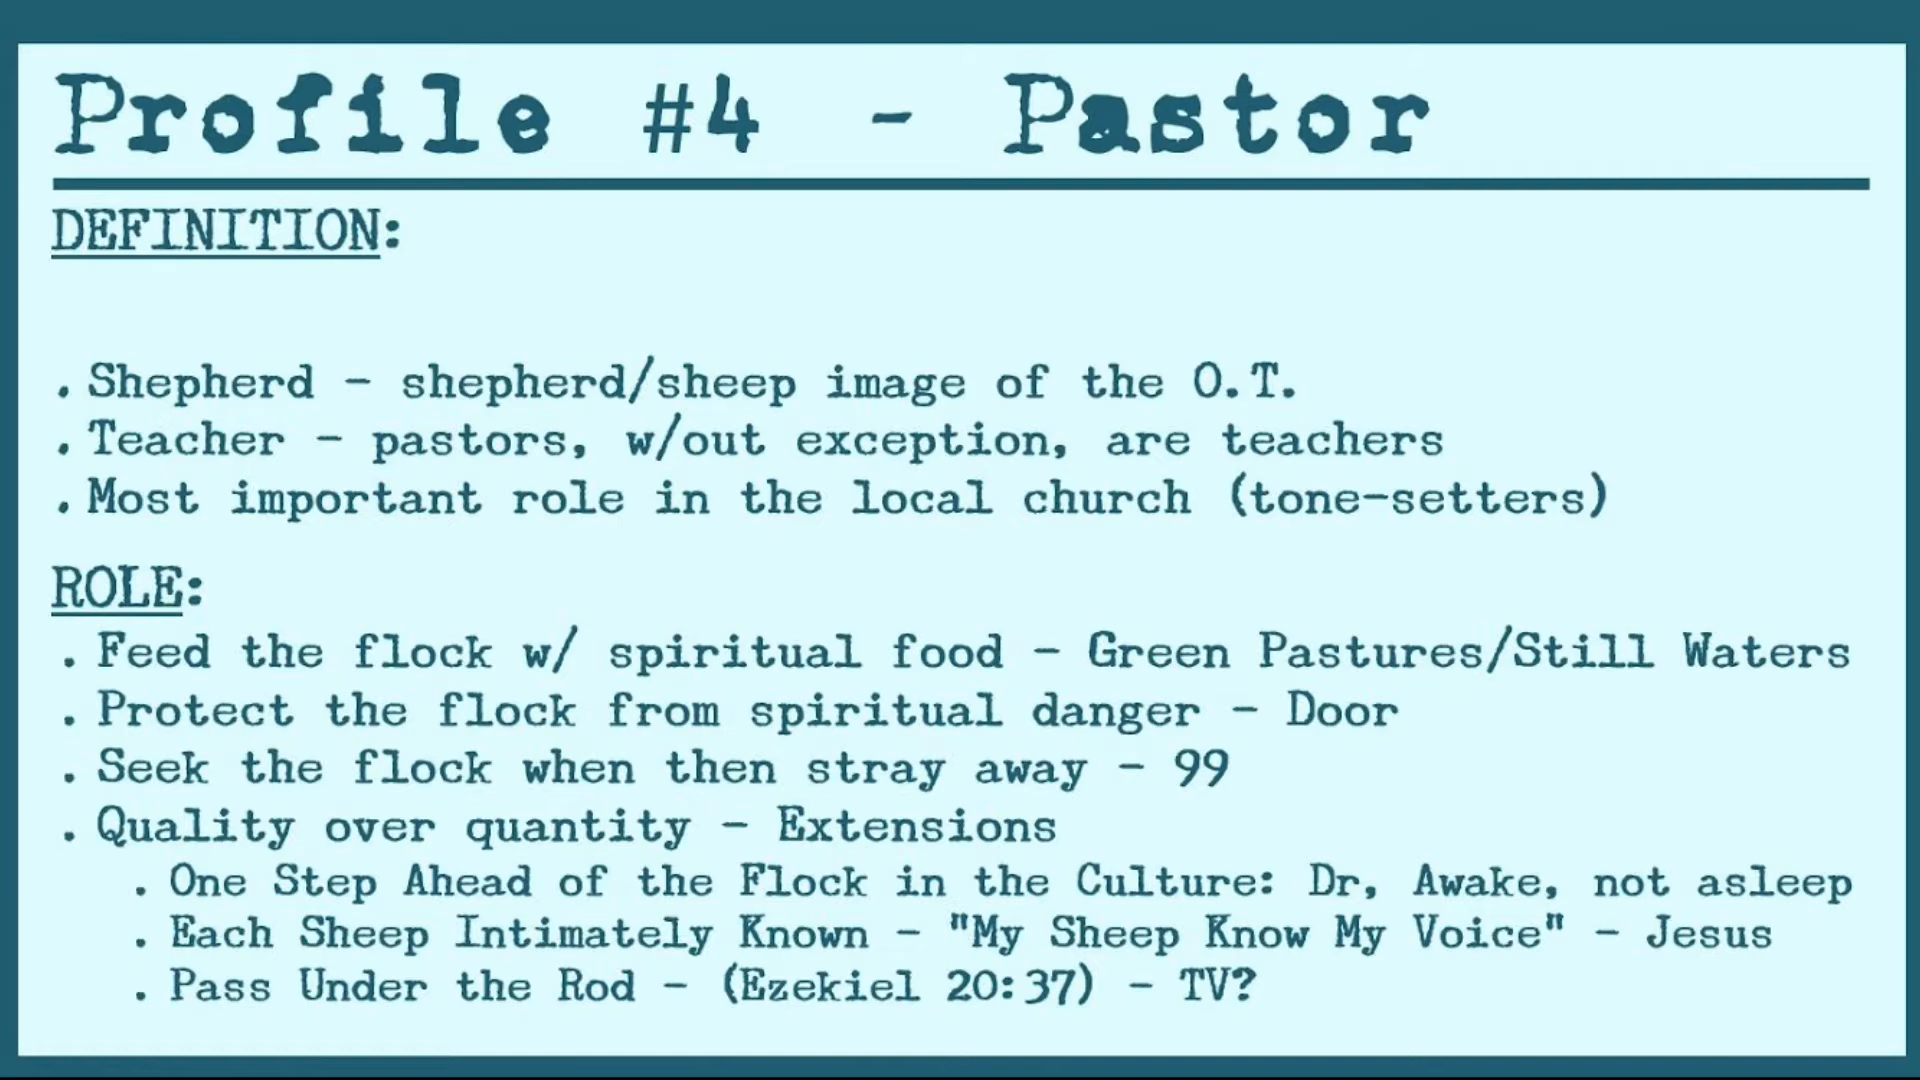 Profile #4 - Pastor
DEFINITION:
. Shepherd - shepherd/sheep image of the O.T.
. Teacher - pastors, w/out exception, are teachers
. Most important role in the local church (tone-setters)
ROLE:
. Feed the flock w/ spiritual food - Green Pastures/Still Waters
. Protect the flock from spiritual danger - Door
. Seek the flock when then stray away - 99
. Quality over quantity - Extensions
. One Step Ahead of the Flock in the Culture: Dr, Awake, not asleep
. Each Sheep Intimately Known - "My Sheep Know My Voice" - Jesus
. Pass Under the Rod - (Ezekiel 20:37) - TV?